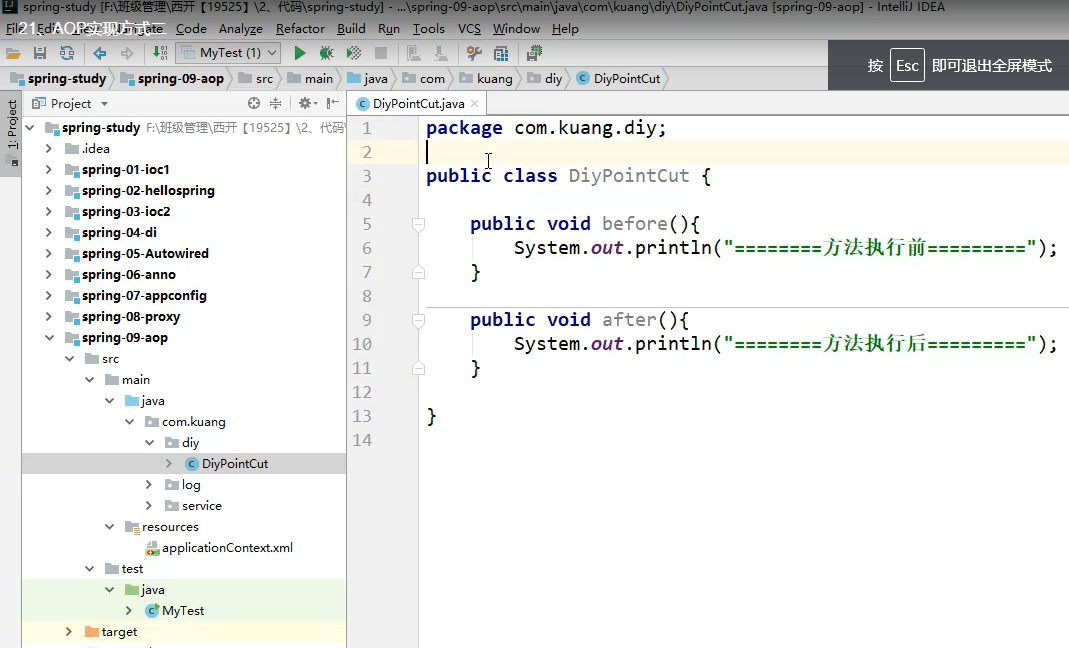 spring-study [F:\班级管理\西开【19525】\2、代码\spring-study] - ...\spring-09-aop\src\main\java\com\kuang\diy\DiyPointCut.java [spring-09-aop] - IntelliJ IDEA
21、AOP实现方式二
File Edit Navigate Code Analyze Refactor Build Run Tools VCS Window Help
MyTest (1)
按 Esc 即可退出全屏模式
spring-study spring-09-aop src main java com kuang diy DiyPointCut
1: Project
Project
DiyPointCut.java
spring-study F:\班级管理\西开【19525】\2、代码
.idea
spring-01-ioc1
spring-02-hellospring
spring-03-ioc2
spring-04-di
spring-05-Autowired
spring-06-anno
spring-07-appconfig
spring-08-proxy
spring-09-aop
src
main
java
com.kuang
diy
DiyPointCut
log
service
resources
applicationContext.xml
test
java
MyTest
target
1 package com.kuang.diy;
2
3 public class DiyPointCut {
4
5 public void before(){
6 System.out.println("========方法执行前=========");
7 }
8
9 public void after(){
10 System.out.println("========方法执行后=========");
11 }
12
13 }
14